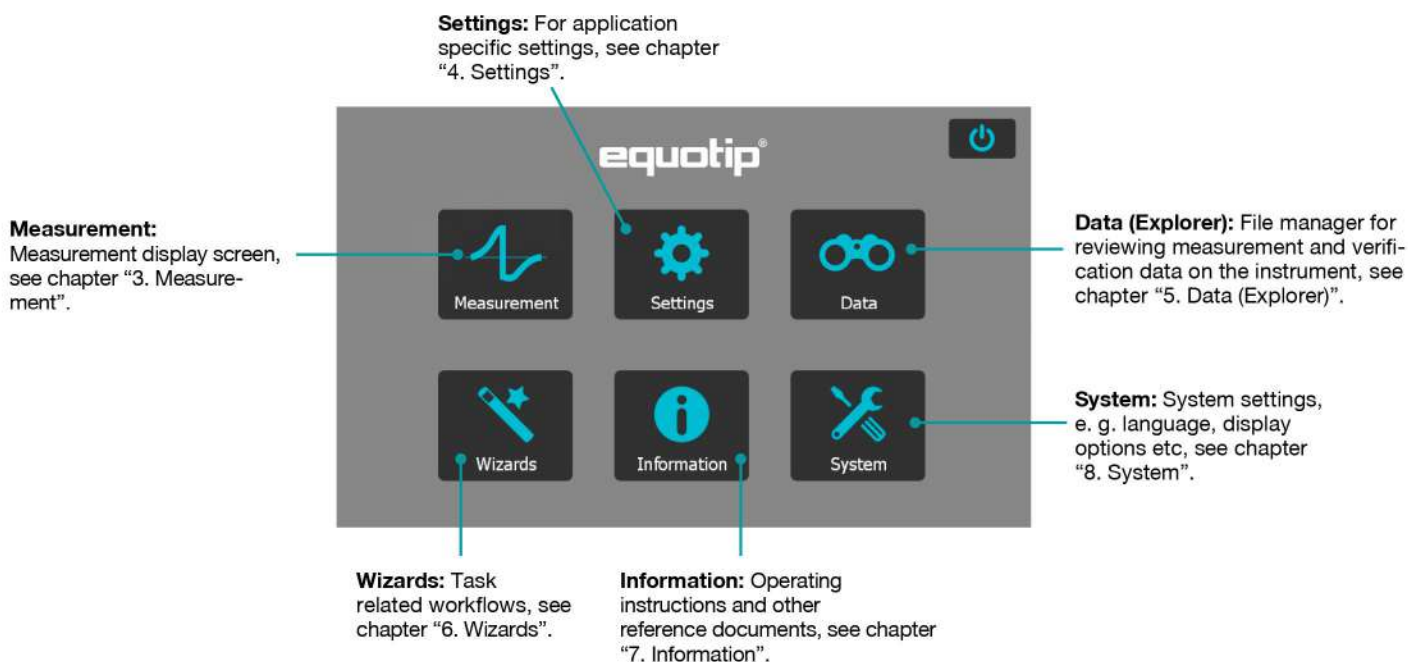 Settings: For application
specific settings, see chapter
“4. Settings”.
equotip®
Measurement:
Measurement display screen,
see chapter “3. Measure-
ment”.
Measurement
Settings
Data
Data (Explorer): File manager for
reviewing measurement and verifi-
cation data on the instrument, see
chapter “5. Data (Explorer)”.
Wizards
Information
System
System: System settings,
e. g. language, display
options etc, see chapter
“8. System”.
Wizards: Task
related workflows, see
chapter “6. Wizards”.
Information: Operating
instructions and other
reference documents, see chapter
“7. Information”.